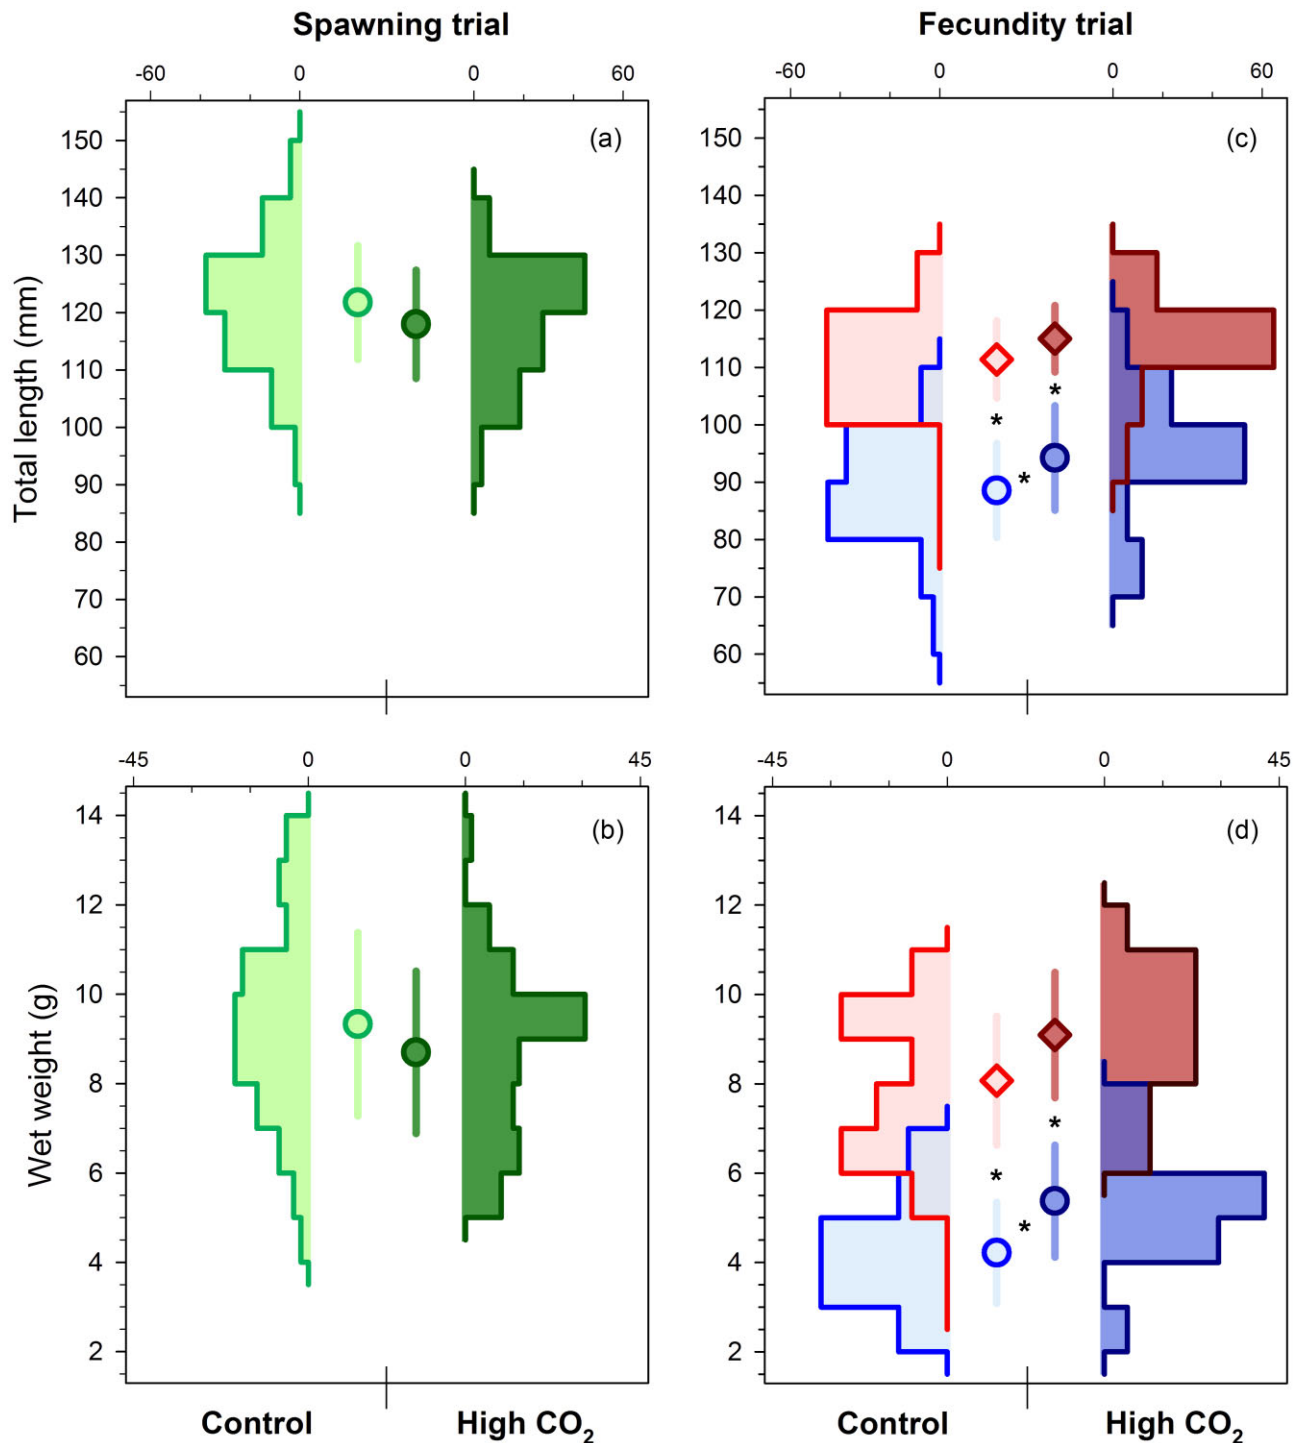 Spawning trial
Fecundity trial
-60 0 0 60
-60 0 0 60
Total length (mm)
150
140
130
120
110
100
90
80
70
60
(a)
150
140
130
120
110
100
90
80
70
60
(c)
*
*
*
-45 0 0 45
-45 0 0 45
Wet weight (g)
14
12
10
8
6
4
2
(b)
14
12
10
8
6
4
2
(d)
*
*
*
Control High CO₂
Control High CO₂